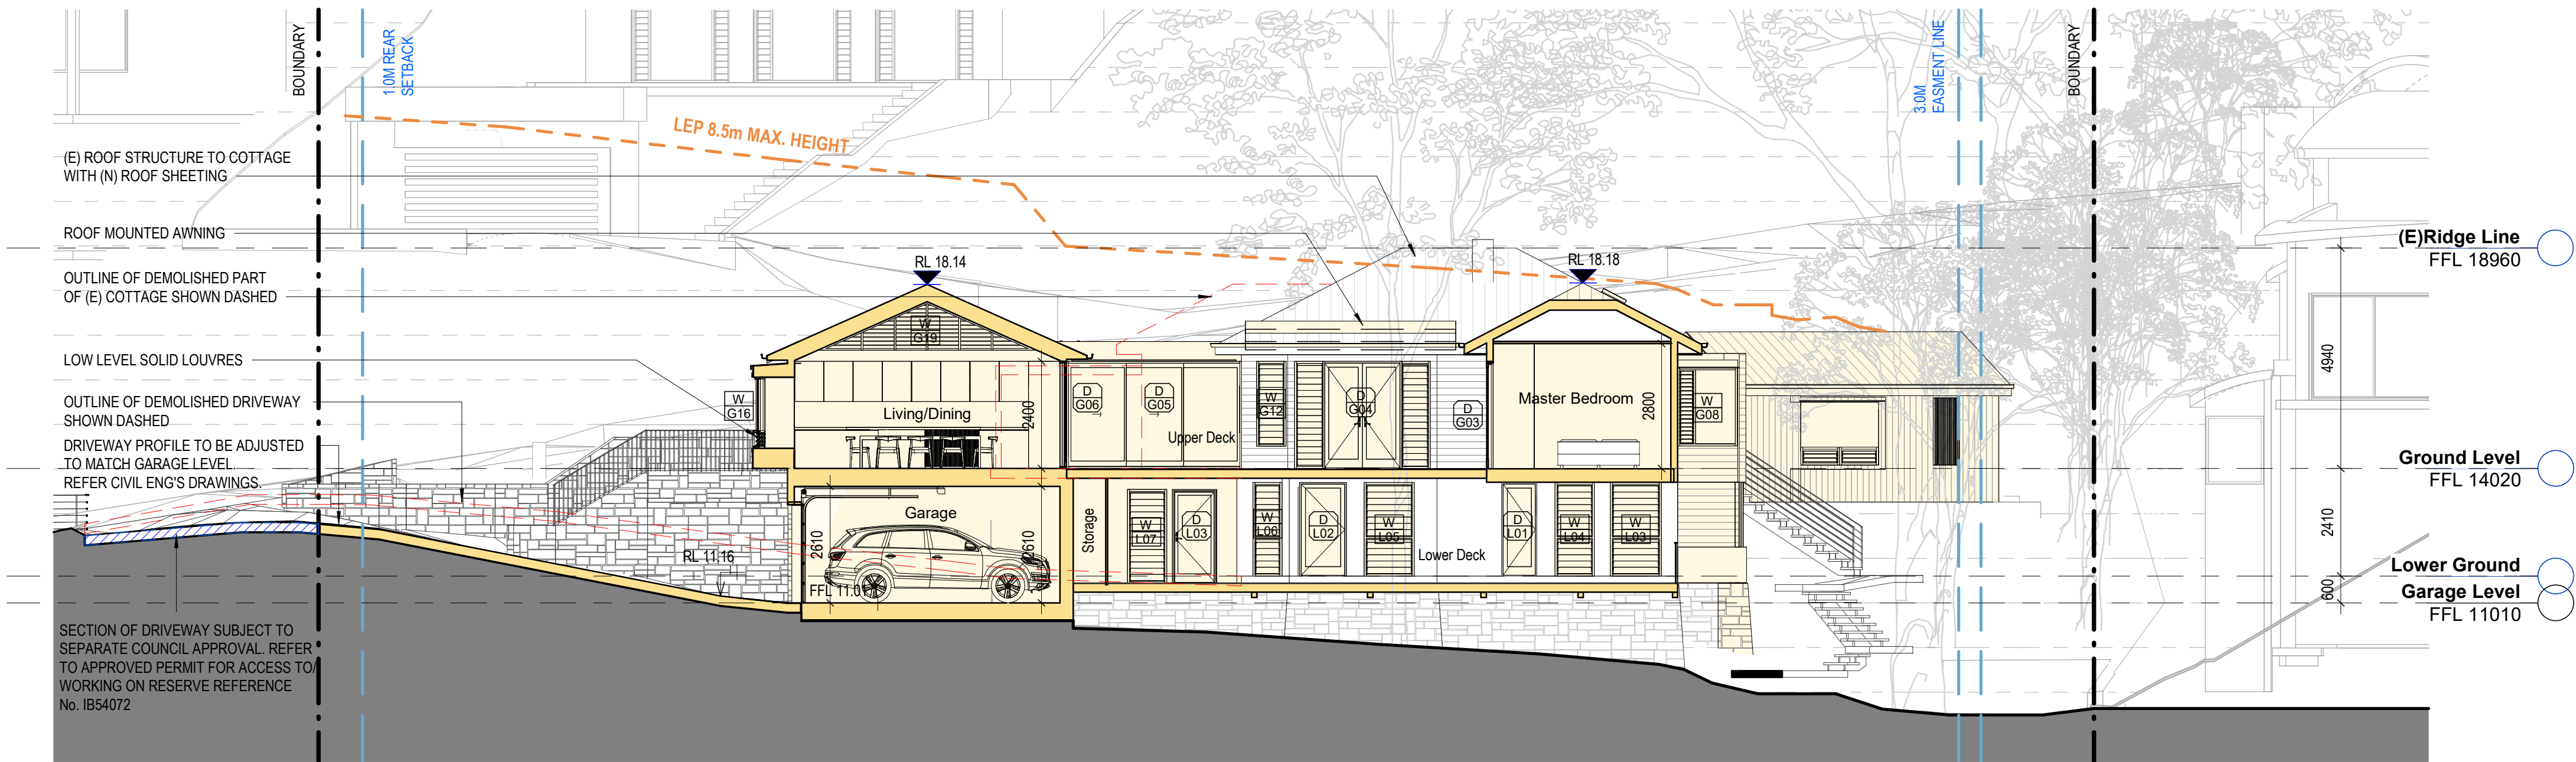 BOUNDARY
1.0M REAR
SETBACK
LEP 8.5m MAX. HEIGHT
3.0M
EASMENT LINE
BOUNDARY
(E) ROOF STRUCTURE TO COTTAGE
WITH (N) ROOF SHEETING
ROOF MOUNTED AWNING
OUTLINE OF DEMOLISHED PART
OF (E) COTTAGE SHOWN DASHED
LOW LEVEL SOLID LOUVRES
OUTLINE OF DEMOLISHED DRIVEWAY
SHOWN DASHED
DRIVEWAY PROFILE TO BE ADJUSTED
TO MATCH GARAGE LEVEL.
REFER CIVIL ENG'S DRAWINGS.
SECTION OF DRIVEWAY SUBJECT TO
SEPARATE COUNCIL APPROVAL. REFER
TO APPROVED PERMIT FOR ACCESS TO/
WORKING ON RESERVE REFERENCE
No. IB54072
RL 18.14
RL 18.18
W
G19
W
G16
Living/Dining
2400
D
G06
D
G05
Upper Deck
W
G12
D
G04
D
G03
Master Bedroom
2800
W
G08
Garage
2610
2610
RL 11,16
FFL 11.01
Storage
W
L07
D
L03
W
L06
D
L02
W
L05
Lower Deck
D
L01
W
L04
W
L03
(E)Ridge Line
FFL 18960
4940
Ground Level
FFL 14020
2410
Lower Ground
600
Garage Level
FFL 11010